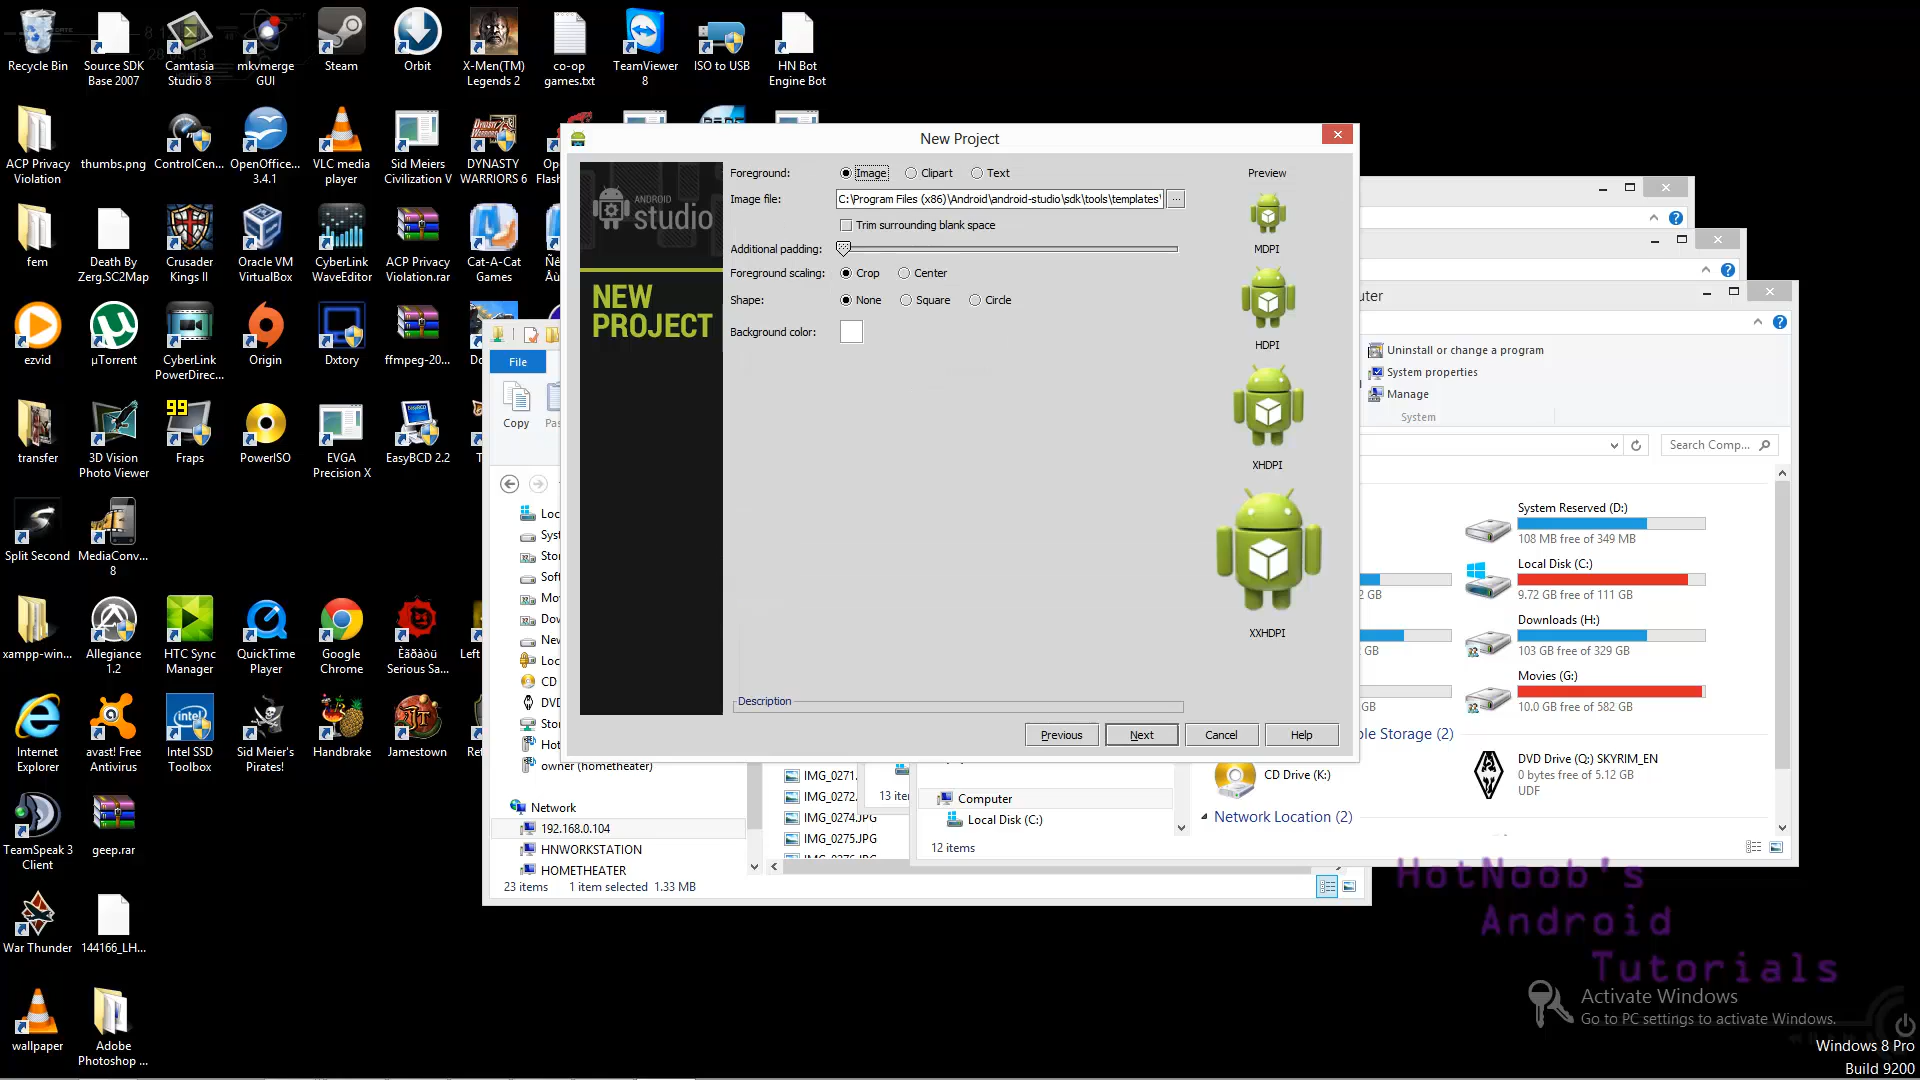 Recycle Bin
Source SDK
Base 2007
Camtasia
Studio 8
mkvmerge
GUI
Steam
Orbit
X-Men(TM)
Legends 2
co-op
games.txt
TeamViewer
8
ISO to USB
HN Bot
Engine Bot
ACP Privacy
Violation
thumbs.png
ControlCen...
OpenOffice...
3.4.1
VLC media
player
Sid Meiers
Civilization V
DYNASTY
WARRIORS 6
fem
Death By
Zerg.SC2Map
Crusader
Kings II
Oracle VM
VirtualBox
CyberLink
WaveEditor
ACP Privacy
Violation.rar
Cat-A-Cat
Games
ezvid
µTorrent
CyberLink
PowerDirec...
Origin
Dxtory
ffmpeg-20...
transfer
3D Vision
Photo Viewer
99
Fraps
PowerISO
EVGA
Precision X
EasyBCD 2.2
Split Second
MediaConv...
8
xampp-win...
Allegiance
1.2
HTC Sync
Manager
QuickTime
Player
Google
Chrome
Èãðàòü
Serious Sa...
Left
Internet
Explorer
avast! Free
Antivirus
intel
Intel SSD
Toolbox
Sid Meier's
Pirates!
Handbrake
Jamestown
TeamSpeak 3
Client
geep.rar
War Thunder
144166_LH...
wallpaper
Adobe
Photoshop ...
New Project
ANDROID
studio
NEW
PROJECT
Foreground:
Image
Clipart
Text
Image file:
C:\Program Files (x86)\Android\android-studio\sdk\tools\templates\
...
Trim surrounding blank space
Additional padding:
Foreground scaling:
Crop
Center
Shape:
None
Square
Circle
Background color:
Preview
MDPI
HDPI
XHDPI
XXHDPI
Description
Previous
Next
Cancel
Help
File
Copy
owner (hometheater)
Network
192.168.0.104
HNWORKSTATION
HOMETHEATER
23 items
1 item selected 1.33 MB
IMG_0271.
IMG_0272.
IMG_0274.JPG
IMG_0275.JPG
Computer
Local Disk (C:)
12 items
Uninstall or change a program
System properties
Manage
System
Search Comp...
System Reserved (D:)
108 MB free of 349 MB
Local Disk (C:)
9.72 GB free of 111 GB
Downloads (H:)
103 GB free of 329 GB
Movies (G:)
10.0 GB free of 582 GB
DVD Drive (Q:) SKYRIM_EN
0 bytes free of 5.12 GB
UDF
CD Drive (K:)
Network Location (2)
HotNoob's
Android
Tutorials
Activate Windows
Go to PC settings to activate Windows.
Windows 8 Pro
Build 9200